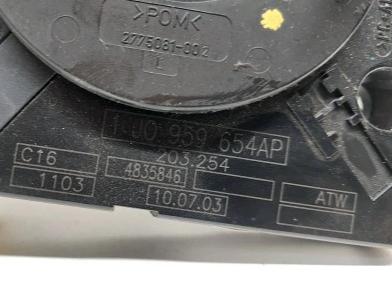 >POM<
2775081-002
1
1J0 959 654AP
203.254
C16
4835846
1103
10.07.03
ATW